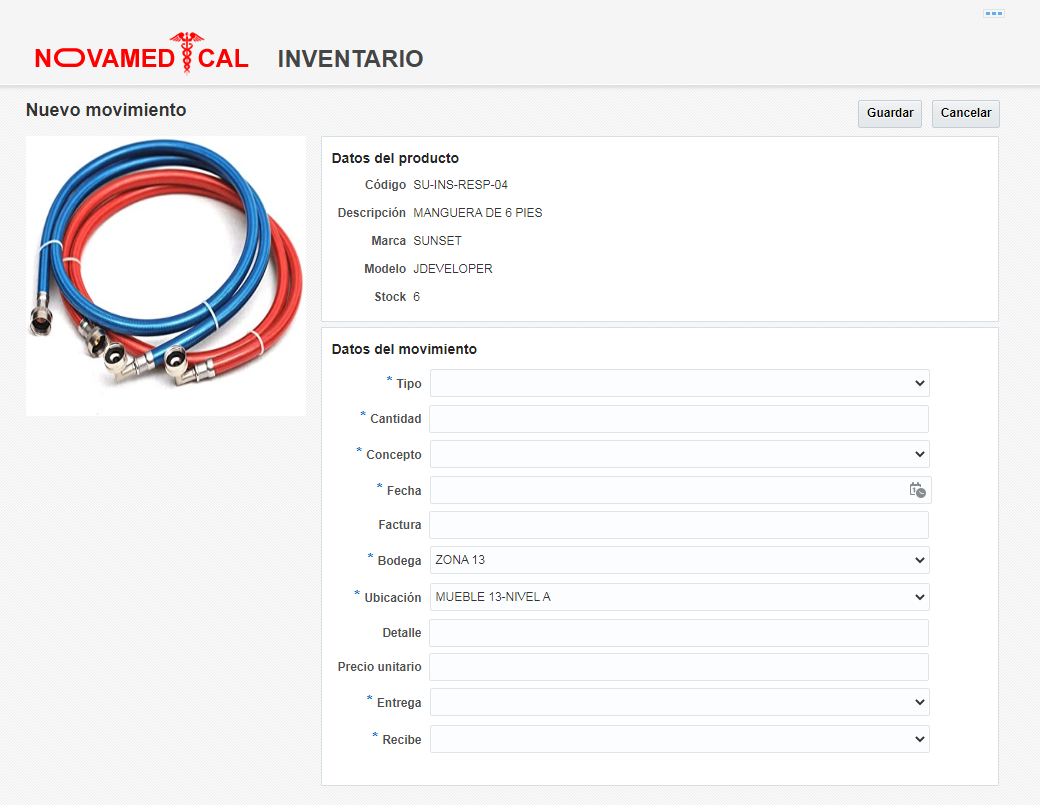 NOVAMEDICAL INVENTARIO
Nuevo movimiento
Guardar Cancelar
Datos del producto
Código SU-INS-RESP-04
Descripción MANGUERA DE 6 PIES
Marca SUNSET
Modelo JDEVELOPER
Stock 6
Datos del movimiento
* Tipo
* Cantidad
* Concepto
* Fecha
Factura
* Bodega ZONA 13
* Ubicación MUEBLE 13-NIVEL A
Detalle
Precio unitario
* Entrega
* Recibe